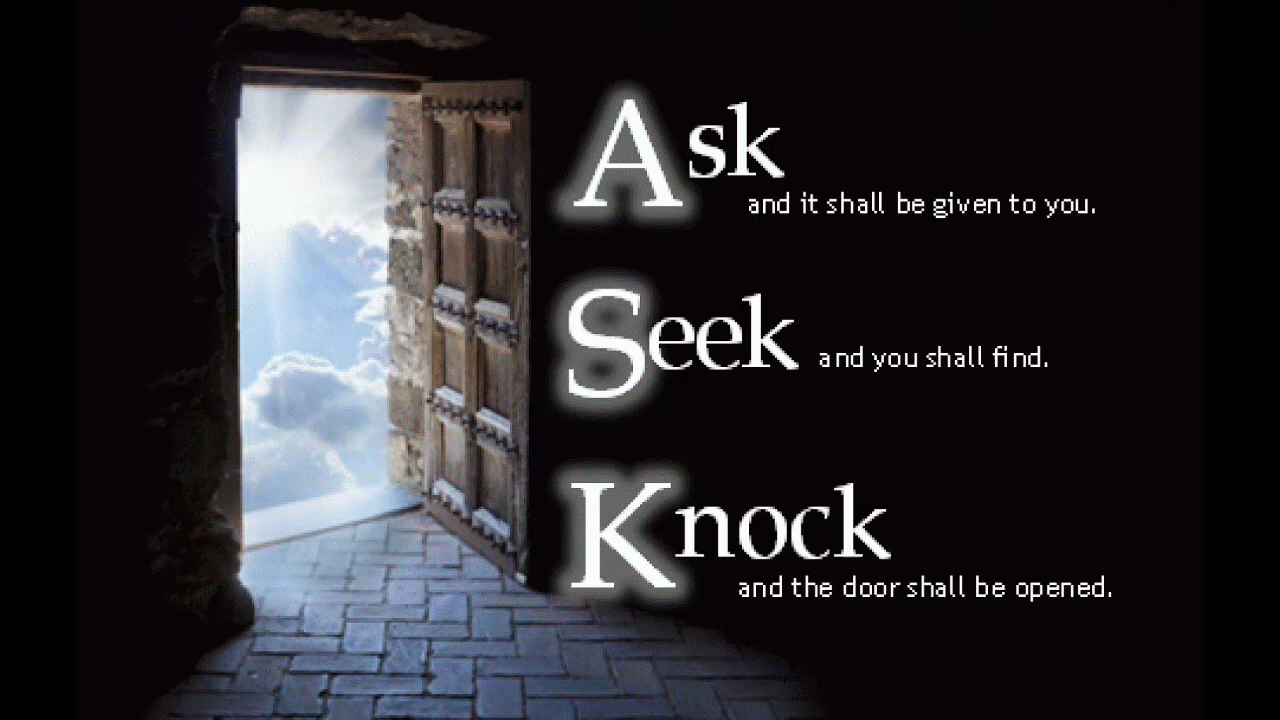 Ask
and it shall be given to you.
Seek and you shall find.
Knock
and the door shall be opened.